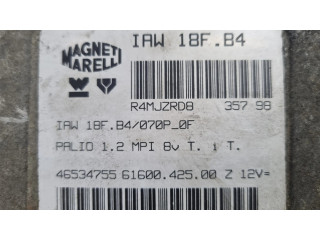 MAGNETI
MARELLI
IAW 18F.B4
R4MJZRD8 357 98
IAW 18F.B4/070P_0F
PALIO 1.2 MPI 8v T. i T.
46534755 61600.425.00 Z 12V=